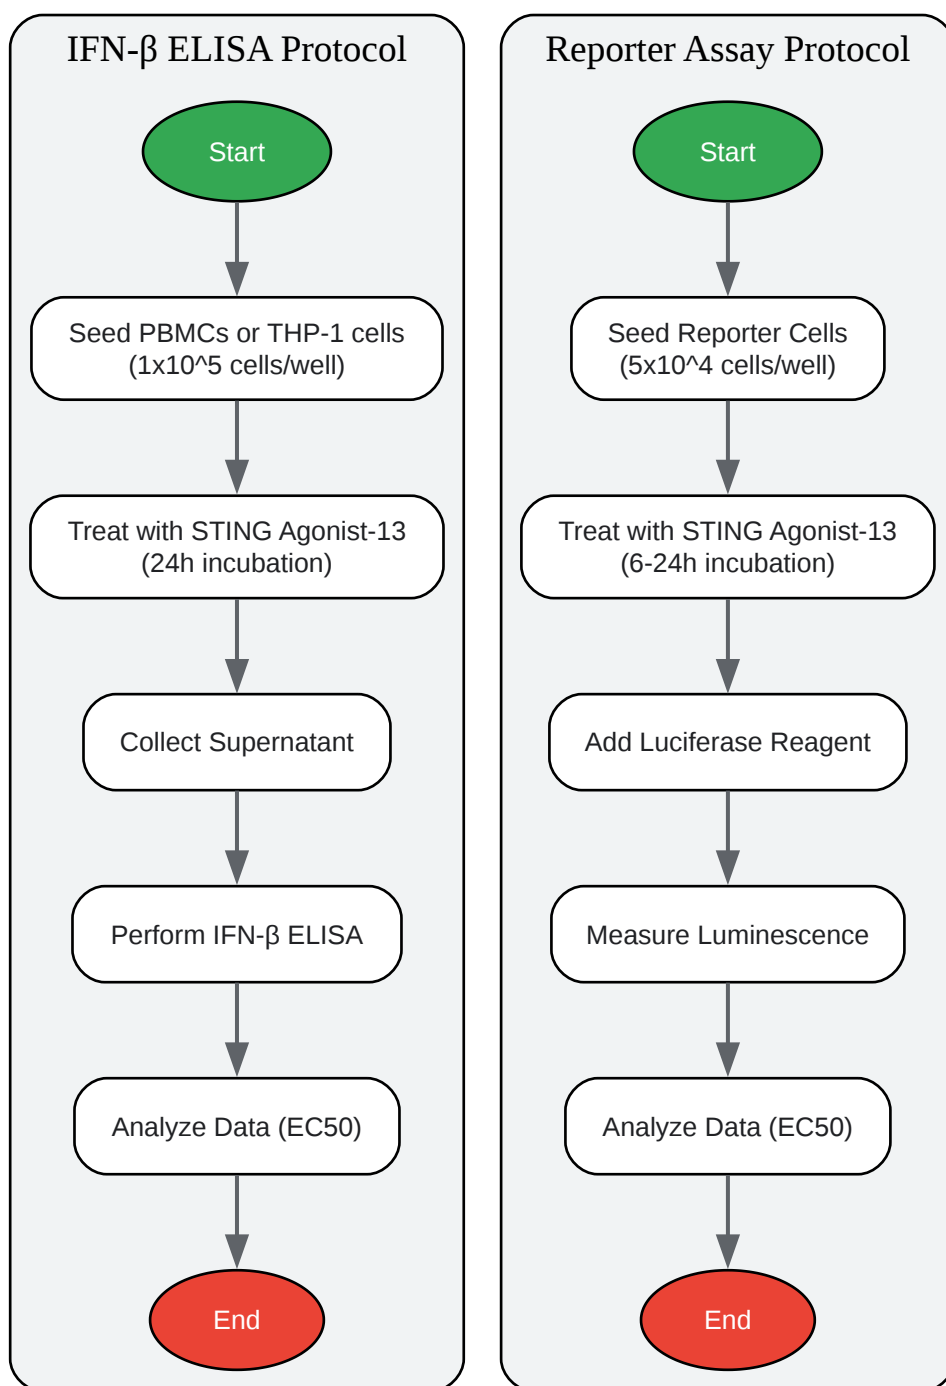 IFN-β ELISA Protocol
Start
Seed PBMCs or THP-1 cells
(1x10^5 cells/well)
Treat with STING Agonist-13
(24h incubation)
Collect Supernatant
Perform IFN-β ELISA
Analyze Data (EC50)
End
Reporter Assay Protocol
Start
Seed Reporter Cells
(5x10^4 cells/well)
Treat with STING Agonist-13
(6-24h incubation)
Add Luciferase Reagent
Measure Luminescence
Analyze Data (EC50)
End